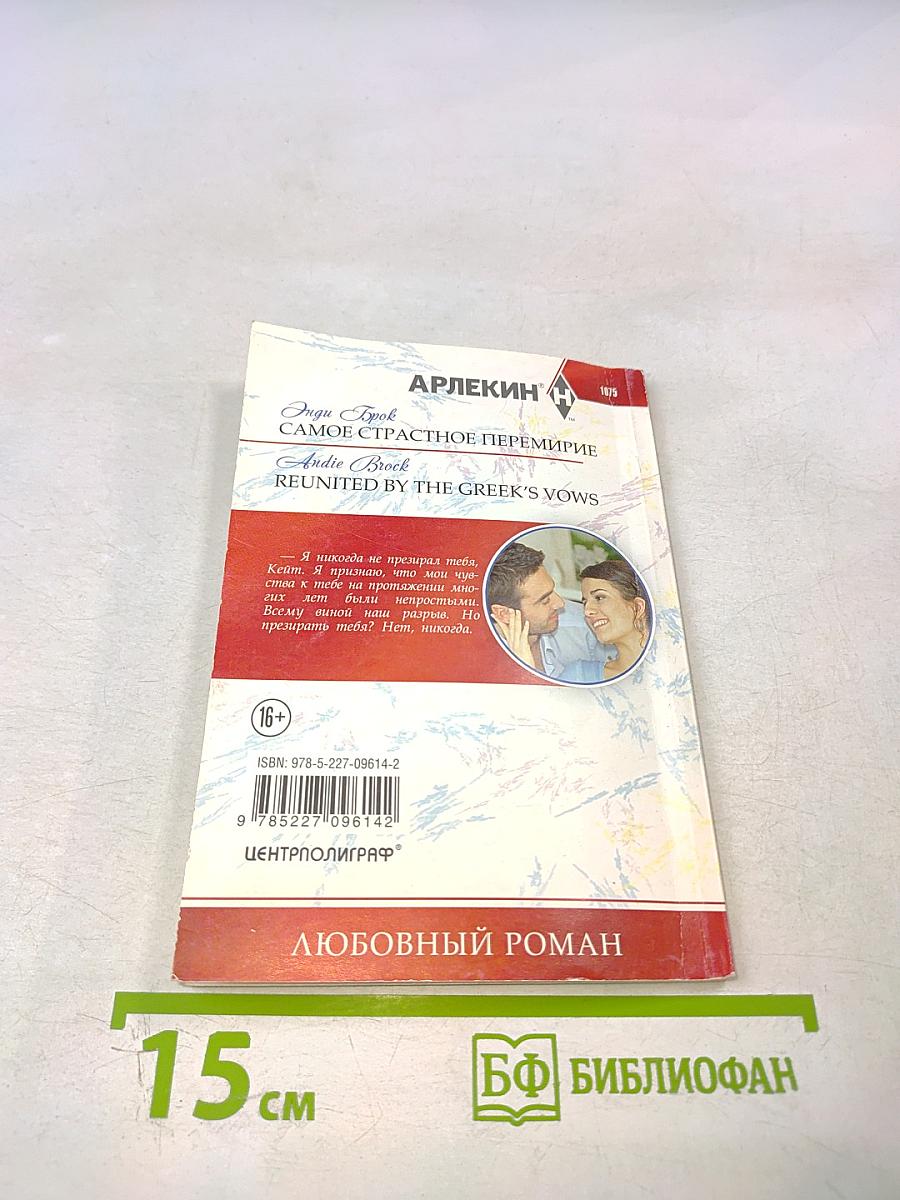 АРЛЕКИН®
H
™
Энди Брок
САМОЕ СТРАСТНОЕ ПЕРЕМИРИЕ
Andie Brock
REUNITED BY THE GREEK'S VOWS
— Я никогда не презирал тебя,
Кейт. Я признаю, что мои чув-
ства к тебе на протяжении мно-
гих лет были непростыми.
Всему виной наш разрыв. Но
презирать тебя? Нет, никогда.
16+
ISBN: 978-5-227-09614-2
9 785227 096142
ЦЕНТРПОЛИГРАФ®
ЛЮБОВНЫЙ РОМАН
15 см
БФ БИБЛИОФАН